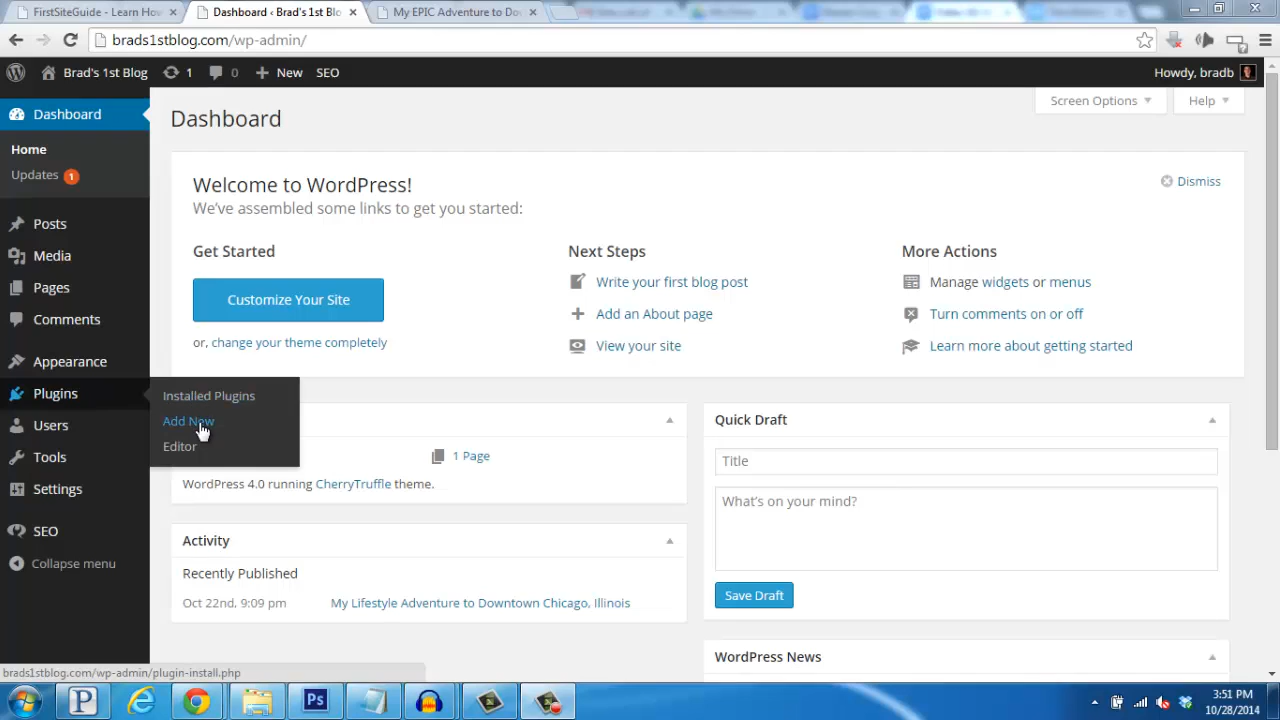 FirstSiteGuide - Learn How
Dashboard ‹ Brad's 1st Blo
My EPIC Adventure to Do
brads1stblog.com/wp-admin/
Brad's 1st Blog
1
0
New
SEO
Howdy, bradb
Dashboard
Home
Updates 1
Posts
Media
Pages
Comments
Appearance
Plugins
Users
Tools
Settings
SEO
Collapse menu
Installed Plugins
Add New
Editor
Dashboard
Screen Options
Help
Welcome to WordPress!
Dismiss
We've assembled some links to get you started:
Get Started
Customize Your Site
or, change your theme completely
Next Steps
Write your first blog post
Add an About page
View your site
More Actions
Manage widgets or menus
Turn comments on or off
Learn more about getting started
1 Page
WordPress 4.0 running CherryTruffle theme.
Activity
Recently Published
Oct 22nd, 9:09 pm
My Lifestyle Adventure to Downtown Chicago, Illinois
Quick Draft
Title
What's on your mind?
Save Draft
WordPress News
brads1stblog.com/wp-admin/plugin-install.php
Ps
3:51 PM
10/28/2014